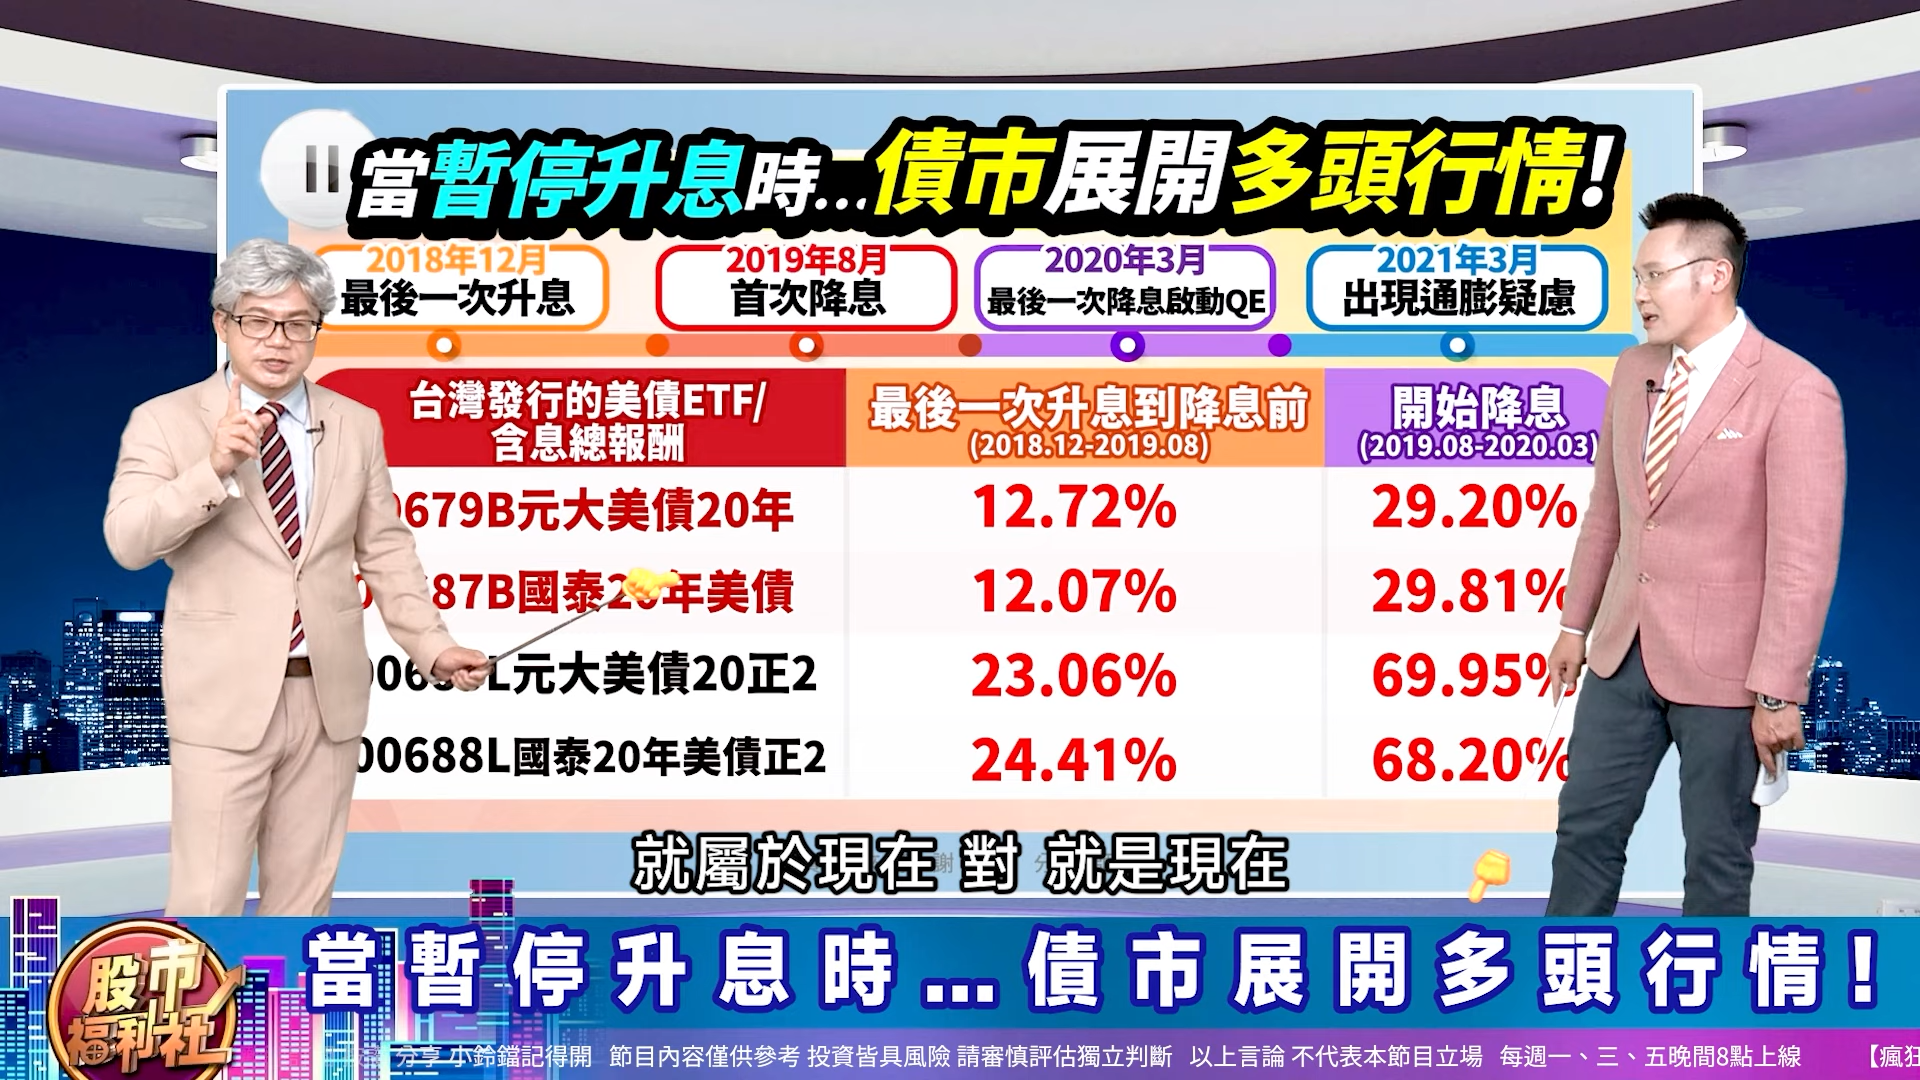 當暫停升息時...債市展開多頭行情!
2018年12月
最後一次升息
2019年8月
首次降息
2020年3月
最後一次降息啟動QE
2021年3月
出現通膨疑慮
台灣發行的美債ETF/
含息總報酬
最後一次升息到降息前
(2018.12-2019.08)
開始降息
(2019.08-2020.03)
0679B元大美債20年 12.72% 29.20%
87B國泰20年美債 12.07% 29.81%
L元大美債20正2 23.06% 69.95%
00688L國泰20年美債正2 24.41% 68.20%
就屬於現在 對 就是現在
當暫停升息時...債市展開多頭行情!
股市
福利社
分享 小鈴鐺記得開 節目內容僅供參考 投資皆具風險 請審慎評估獨立判斷 以上言論 不代表本節目立場 每週一、三、五晚間8點上線 【瘋狂